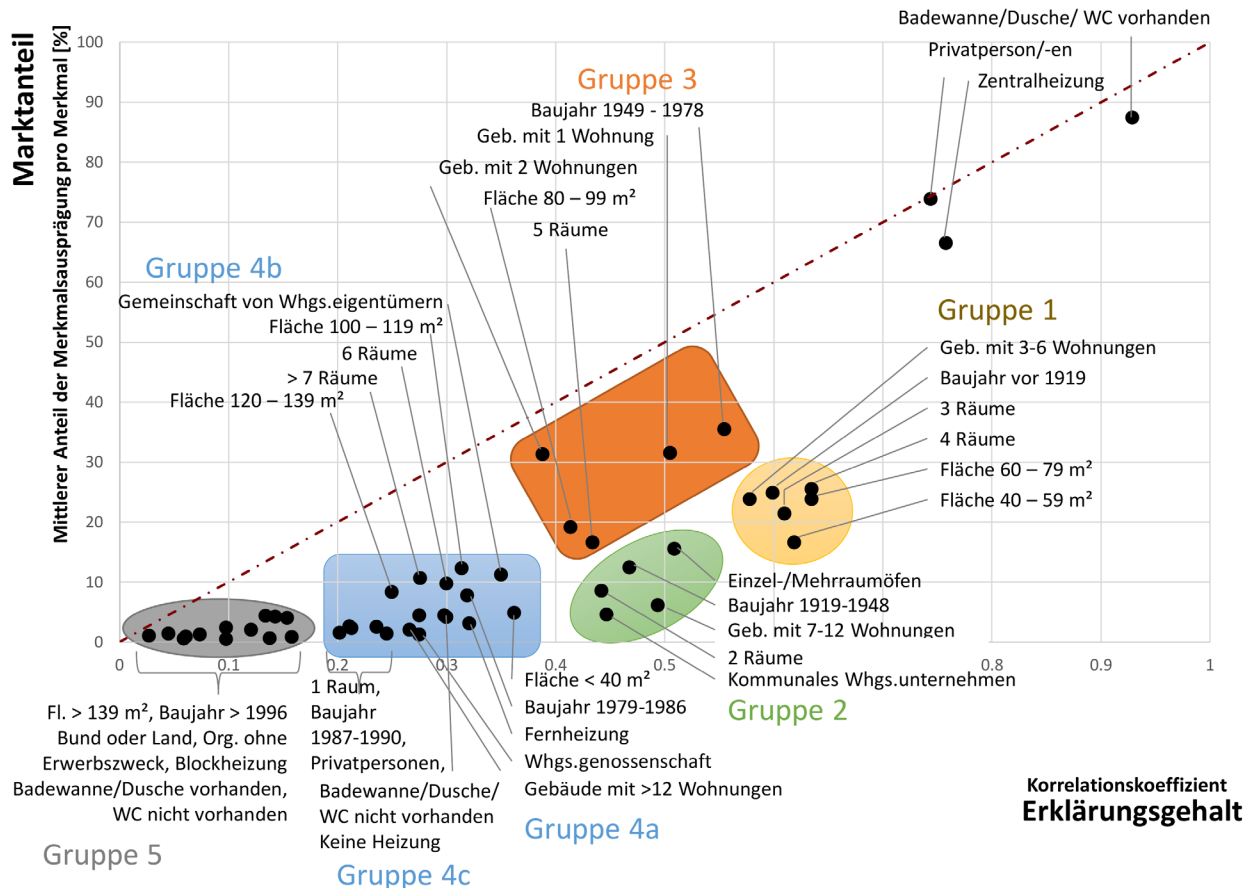 Marktanteil
Mittlerer Anteil der Merkmalsausprägung pro Merkmal [%]
100
90
80
70
60
50
40
30
20
10
0
0
0.1
0.2
0.3
0.4
0.5
0.8
0.9
1
Badewanne/Dusche/ WC vorhanden
Privatperson/-en
Zentralheizung
Gruppe 3
Baujahr 1949 - 1978
Geb. mit 1 Wohnung
Geb. mit 2 Wohnungen
Fläche 80 – 99 m²
5 Räume
Gruppe 4b
Gemeinschaft von Whgs.eigentümern
Fläche 100 – 119 m²
6 Räume
> 7 Räume
Fläche 120 – 139 m²
Gruppe 1
Geb. mit 3-6 Wohnungen
Baujahr vor 1919
3 Räume
4 Räume
Fläche 60 – 79 m²
Fläche 40 – 59 m²
Einzel-/Mehrraumöfen
Baujahr 1919-1948
Geb. mit 7-12 Wohnungen
2 Räume
Kommunales Whgs.unternehmen
Gruppe 2
Fläche < 40 m²
Baujahr 1979-1986
Fernheizung
Whgs.genossenschaft
Gebäude mit >12 Wohnungen
Gruppe 4a
1 Raum,
Baujahr
1987-1990,
Privatpersonen,
Badewanne/Dusche/
WC nicht vorhanden
Keine Heizung
Gruppe 4c
Fl. > 139 m², Baujahr > 1996
Bund oder Land, Org. ohne
Erwerbszweck, Blockheizung
Badewanne/Dusche vorhanden,
WC nicht vorhanden
Gruppe 5
Korrelationskoeffizient
Erklärungsgehalt